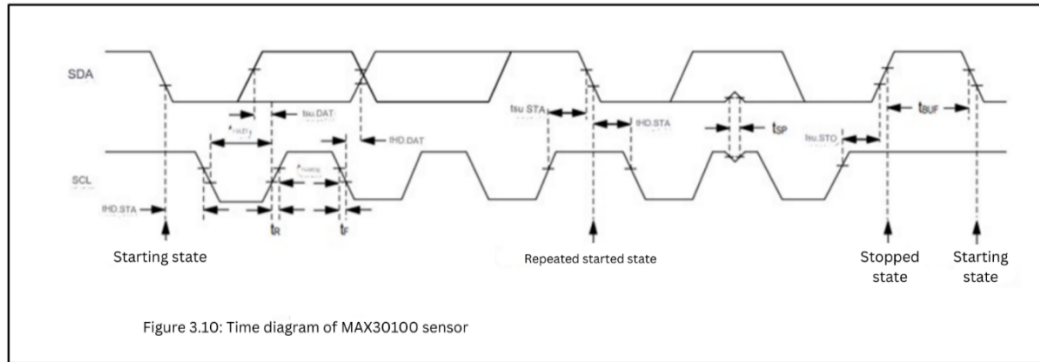 SDA
tsu.DAT
tHD.DAT
tsu.STA
tHD.STA
tSP
tsu.STO
tBUF
SCL
tHD.STA
tR
tF
Starting state
Repeated started state
Stopped
state
Starting
state
Figure 3.10: Time diagram of MAX30100 sensor